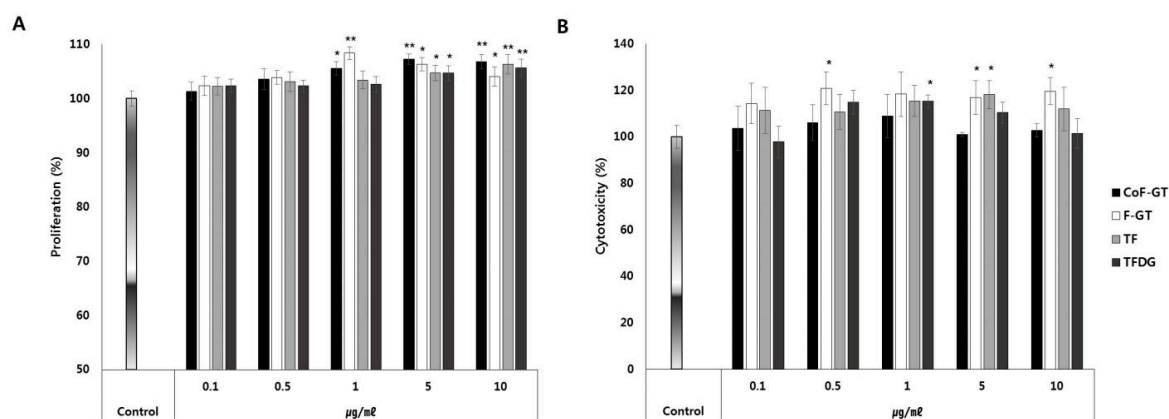 A
Proliferation (%)
110
100
90
80
70
60
50
* ** ** * * * ** * ** **
0.1 0.5 1 5 10
Control μg/mℓ
B
Cytotoxicity (%)
140
120
100
80
60
40
20
0
* * * * *
0.1 0.5 1 5 10
Control μg/mℓ
CoF-GT
F-GT
TF
TFDG